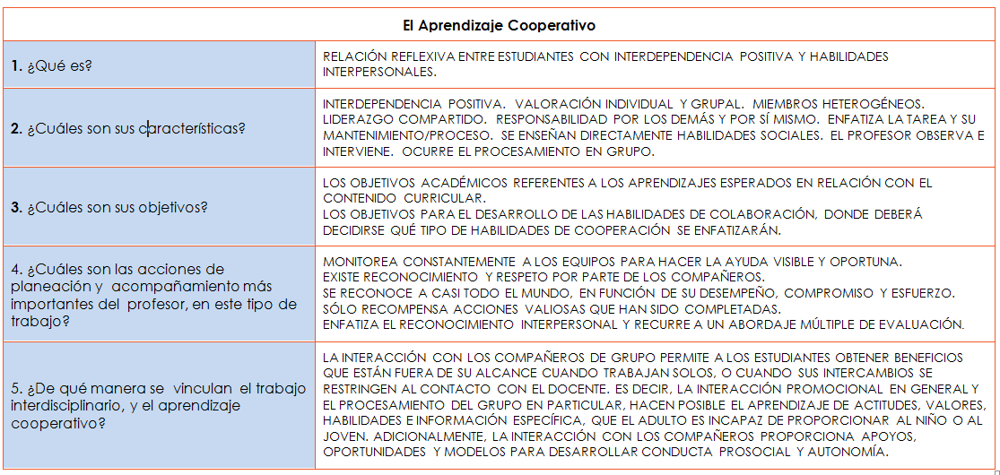 El Aprendizaje Cooperativo
1. ¿Qué es?
RELACIÓN REFLEXIVA ENTRE ESTUDIANTES CON INTERDEPENDENCIA POSITIVA Y HABILIDADES
INTERPERSONALES.
2. ¿Cuáles son sus características?
INTERDEPENDENCIA POSITIVA. VALORACIÓN INDIVIDUAL Y GRUPAL. MIEMBROS HETEROGÉNEOS.
LIDERAZGO COMPARTIDO. RESPONSABILIDAD POR LOS DEMÁS Y POR SÍ MISMO. ENFATIZA LA TAREA Y SU
MANTENIMIENTO/PROCESO. SE ENSEÑAN DIRECTAMENTE HABILIDADES SOCIALES. EL PROFESOR OBSERVA E
INTERVIENE. OCURRE EL PROCESAMIENTO EN GRUPO.
3. ¿Cuáles son sus objetivos?
LOS OBJETIVOS ACADÉMICOS REFERENTES A LOS APRENDIZAJES ESPERADOS EN RELACIÓN CON EL
CONTENIDO CURRICULAR.
LOS OBJETIVOS PARA EL DESARROLLO DE LAS HABILIDADES DE COLABORACIÓN, DONDE DEBERÁ
DECIDIRSE QUÉ TIPO DE HABILIDADES DE COOPERACIÓN SE ENFATIZARÁN.
4. ¿Cuáles son las acciones de
planeación y acompañamiento más
importantes del profesor, en este tipo de
trabajo?
MONITOREA CONSTANTEMENTE A LOS EQUIPOS PARA HACER LA AYUDA VISIBLE Y OPORTUNA.
EXISTE RECONOCIMIENTO Y RESPETO POR PARTE DE LOS COMPAÑEROS.
SE RECONOCE A CASI TODO EL MUNDO, EN FUNCIÓN DE SU DESEMPEÑO, COMPROMISO Y ESFUERZO.
SÓLO RECOMPENSA ACCIONES VALIOSAS QUE HAN SIDO COMPLETADAS.
ENFATIZA EL RECONOCIMIENTO INTERPERSONAL Y RECURRE A UN ABORDAJE MÚLTIPLE DE EVALUACIÓN.
5. ¿De qué manera se vinculan el trabajo
interdisciplinario, y el aprendizaje
cooperativo?
LA INTERACCIÓN CON LOS COMPAÑEROS DE GRUPO PERMITE A LOS ESTUDIANTES OBTENER BENEFICIOS
QUE ESTÁN FUERA DE SU ALCANCE CUANDO TRABAJAN SOLOS, O CUANDO SUS INTERCAMBIOS SE
RESTRINGEN AL CONTACTO CON EL DOCENTE. ES DECIR, LA INTERACCIÓN PROMOCIONAL EN GENERAL Y
EL PROCESAMIENTO DEL GRUPO EN PARTICULAR, HACEN POSIBLE EL APRENDIZAJE DE ACTITUDES, VALORES,
HABILIDADES E INFORMACIÓN ESPECÍFICA, QUE EL ADULTO ES INCAPAZ DE PROPORCIONAR AL NIÑO O AL
JOVEN. ADICIONALMENTE, LA INTERACCIÓN CON LOS COMPAÑEROS PROPORCIONA APOYOS,
OPORTUNIDADES Y MODELOS PARA DESARROLLAR CONDUCTA PROSOCIAL Y AUTONOMÍA.